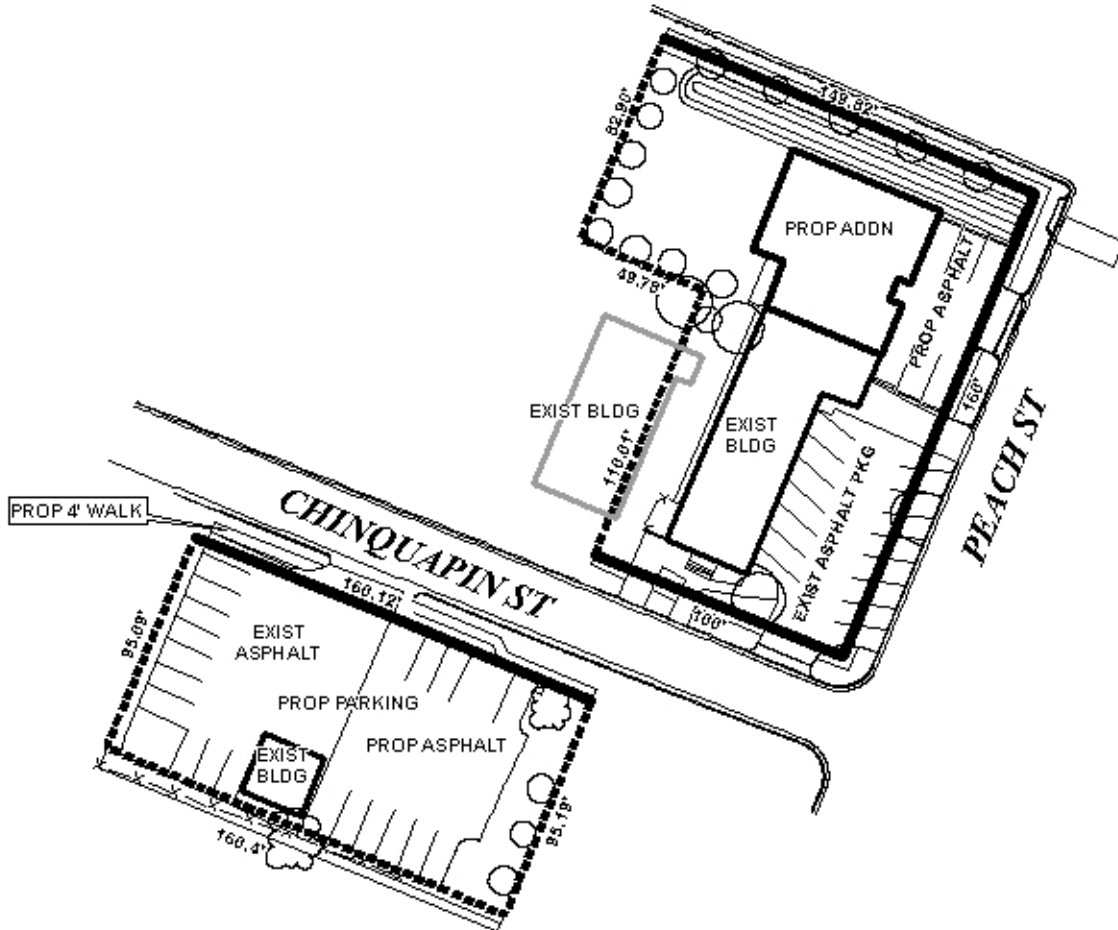 149.82'
82.90'
PROP ADDN
PROP ASPHALT
49.78'
EXIST BLDG
110.01'
EXIST
BLDG
160'
PEACH ST
EXIST ASPHALT PKG
100'
PROP 4' WALK
CHINQUAPIN ST
160.12'
95.09'
EXIST
ASPHALT
PROP PARKING
PROP ASPHALT
EXIST
BLDG
95.19'
160.4'